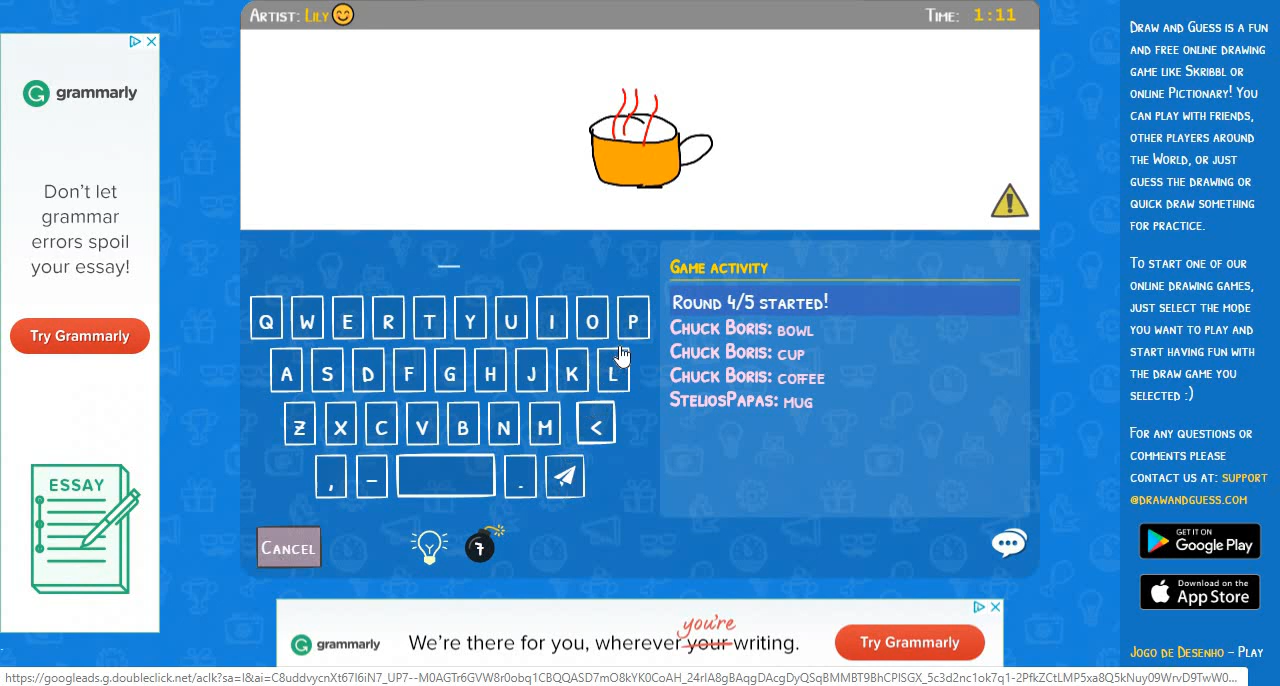 Artist: Lily
Time: 1:11
grammarly
Don't let
grammar
errors spoil
your essay!
Try Grammarly
ESSAY
Q W E R T Y U I O P
A S D F G H J K L
Z X C V B N M <
, – .
Cancel
7
Game activity
Round 4/5 started!
Chuck Boris: bowl
Chuck Boris: cup
Chuck Boris: coffee
SteliosPapas: mug
Draw and Guess is a fun
and free online drawing
game like Skribbl or
online Pictionary! You
can play with friends,
other players around
the World, or just
guess the drawing or
quick draw something
for practice.
To start one of our
online drawing games,
just select the mode
you want to play and
start having fun with
the draw game you
selected :)
For any questions or
comments please
contact us at: support
@drawandguess.com
GET IT ON
Google Play
Download on the
App Store
Jogo de Desenho – Play
grammarly
you're
We're there for you, wherever your writing.
Try Grammarly